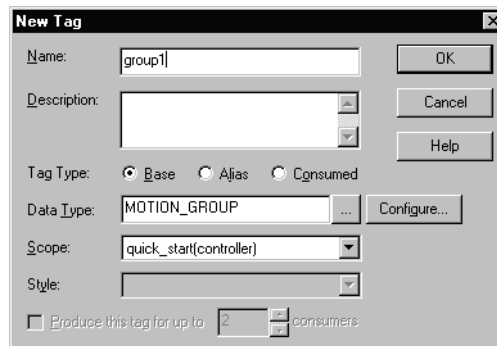 New Tag
Name: group1 OK
Description: Cancel
Help
Tag Type: Base Alias Consumed
Data Type: MOTION_GROUP ... Configure...
Scope: quick_start(controller)
Style:
Produce this tag for up to 2 consumers